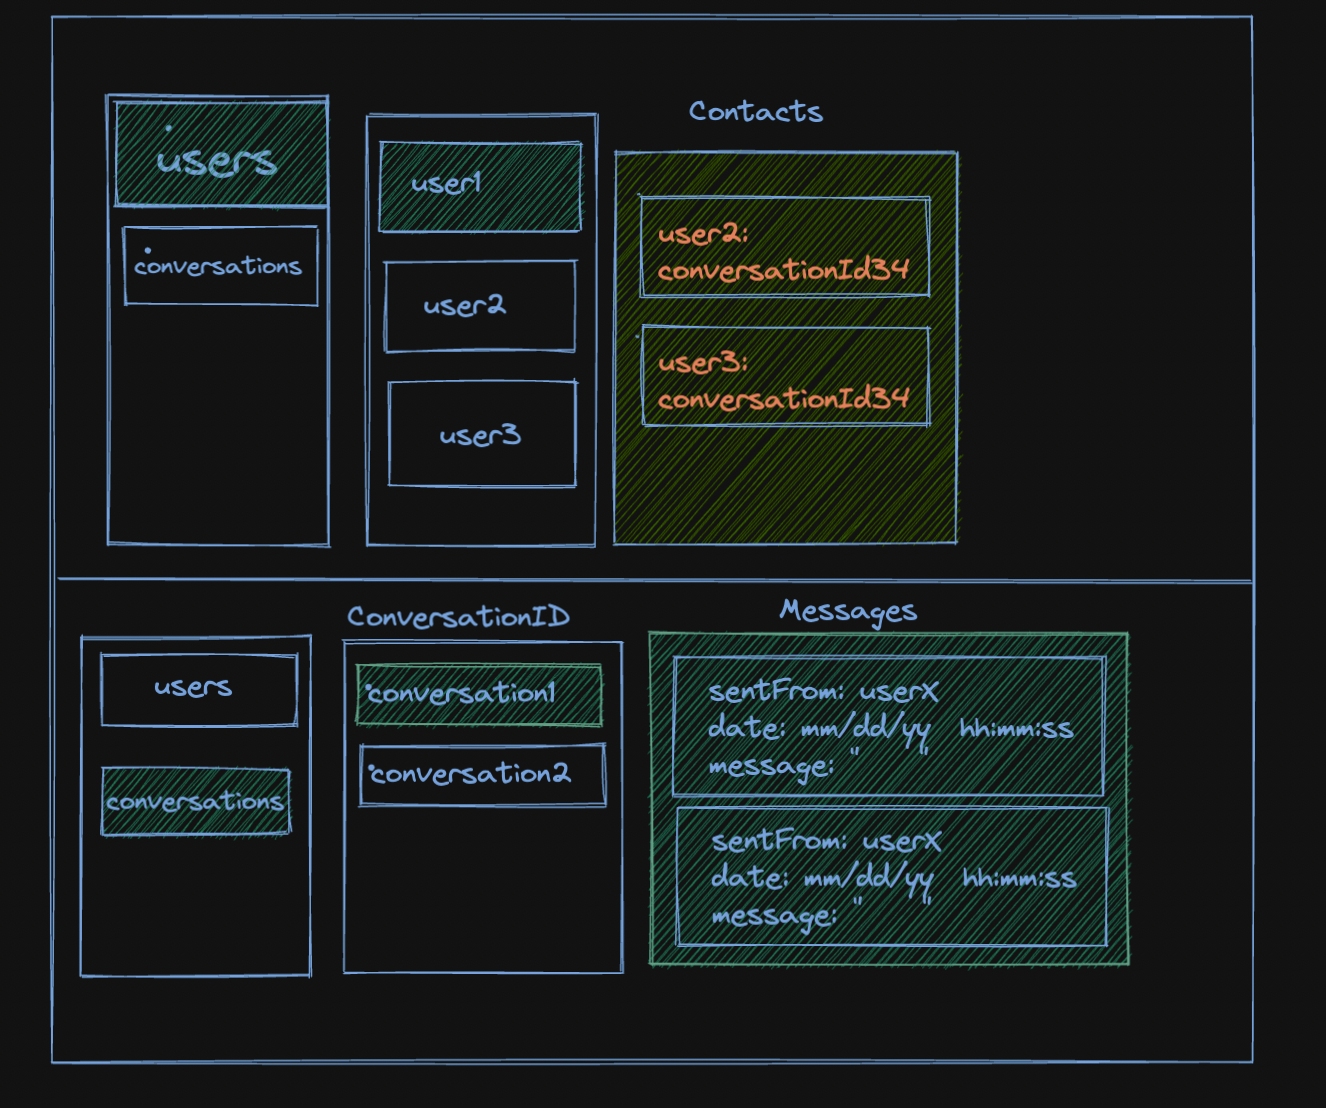 users
conversations
user1
user2
user3
Contacts
user2:
conversationId34
user3:
conversationId34
users
conversations
ConversationID
conversation1
conversation2
Messages
sentFrom: userX
date: mm/dd/yy hh:mm:ss
message: " "
sentFrom: userX
date: mm/dd/yy hh:mm:ss
message: " "